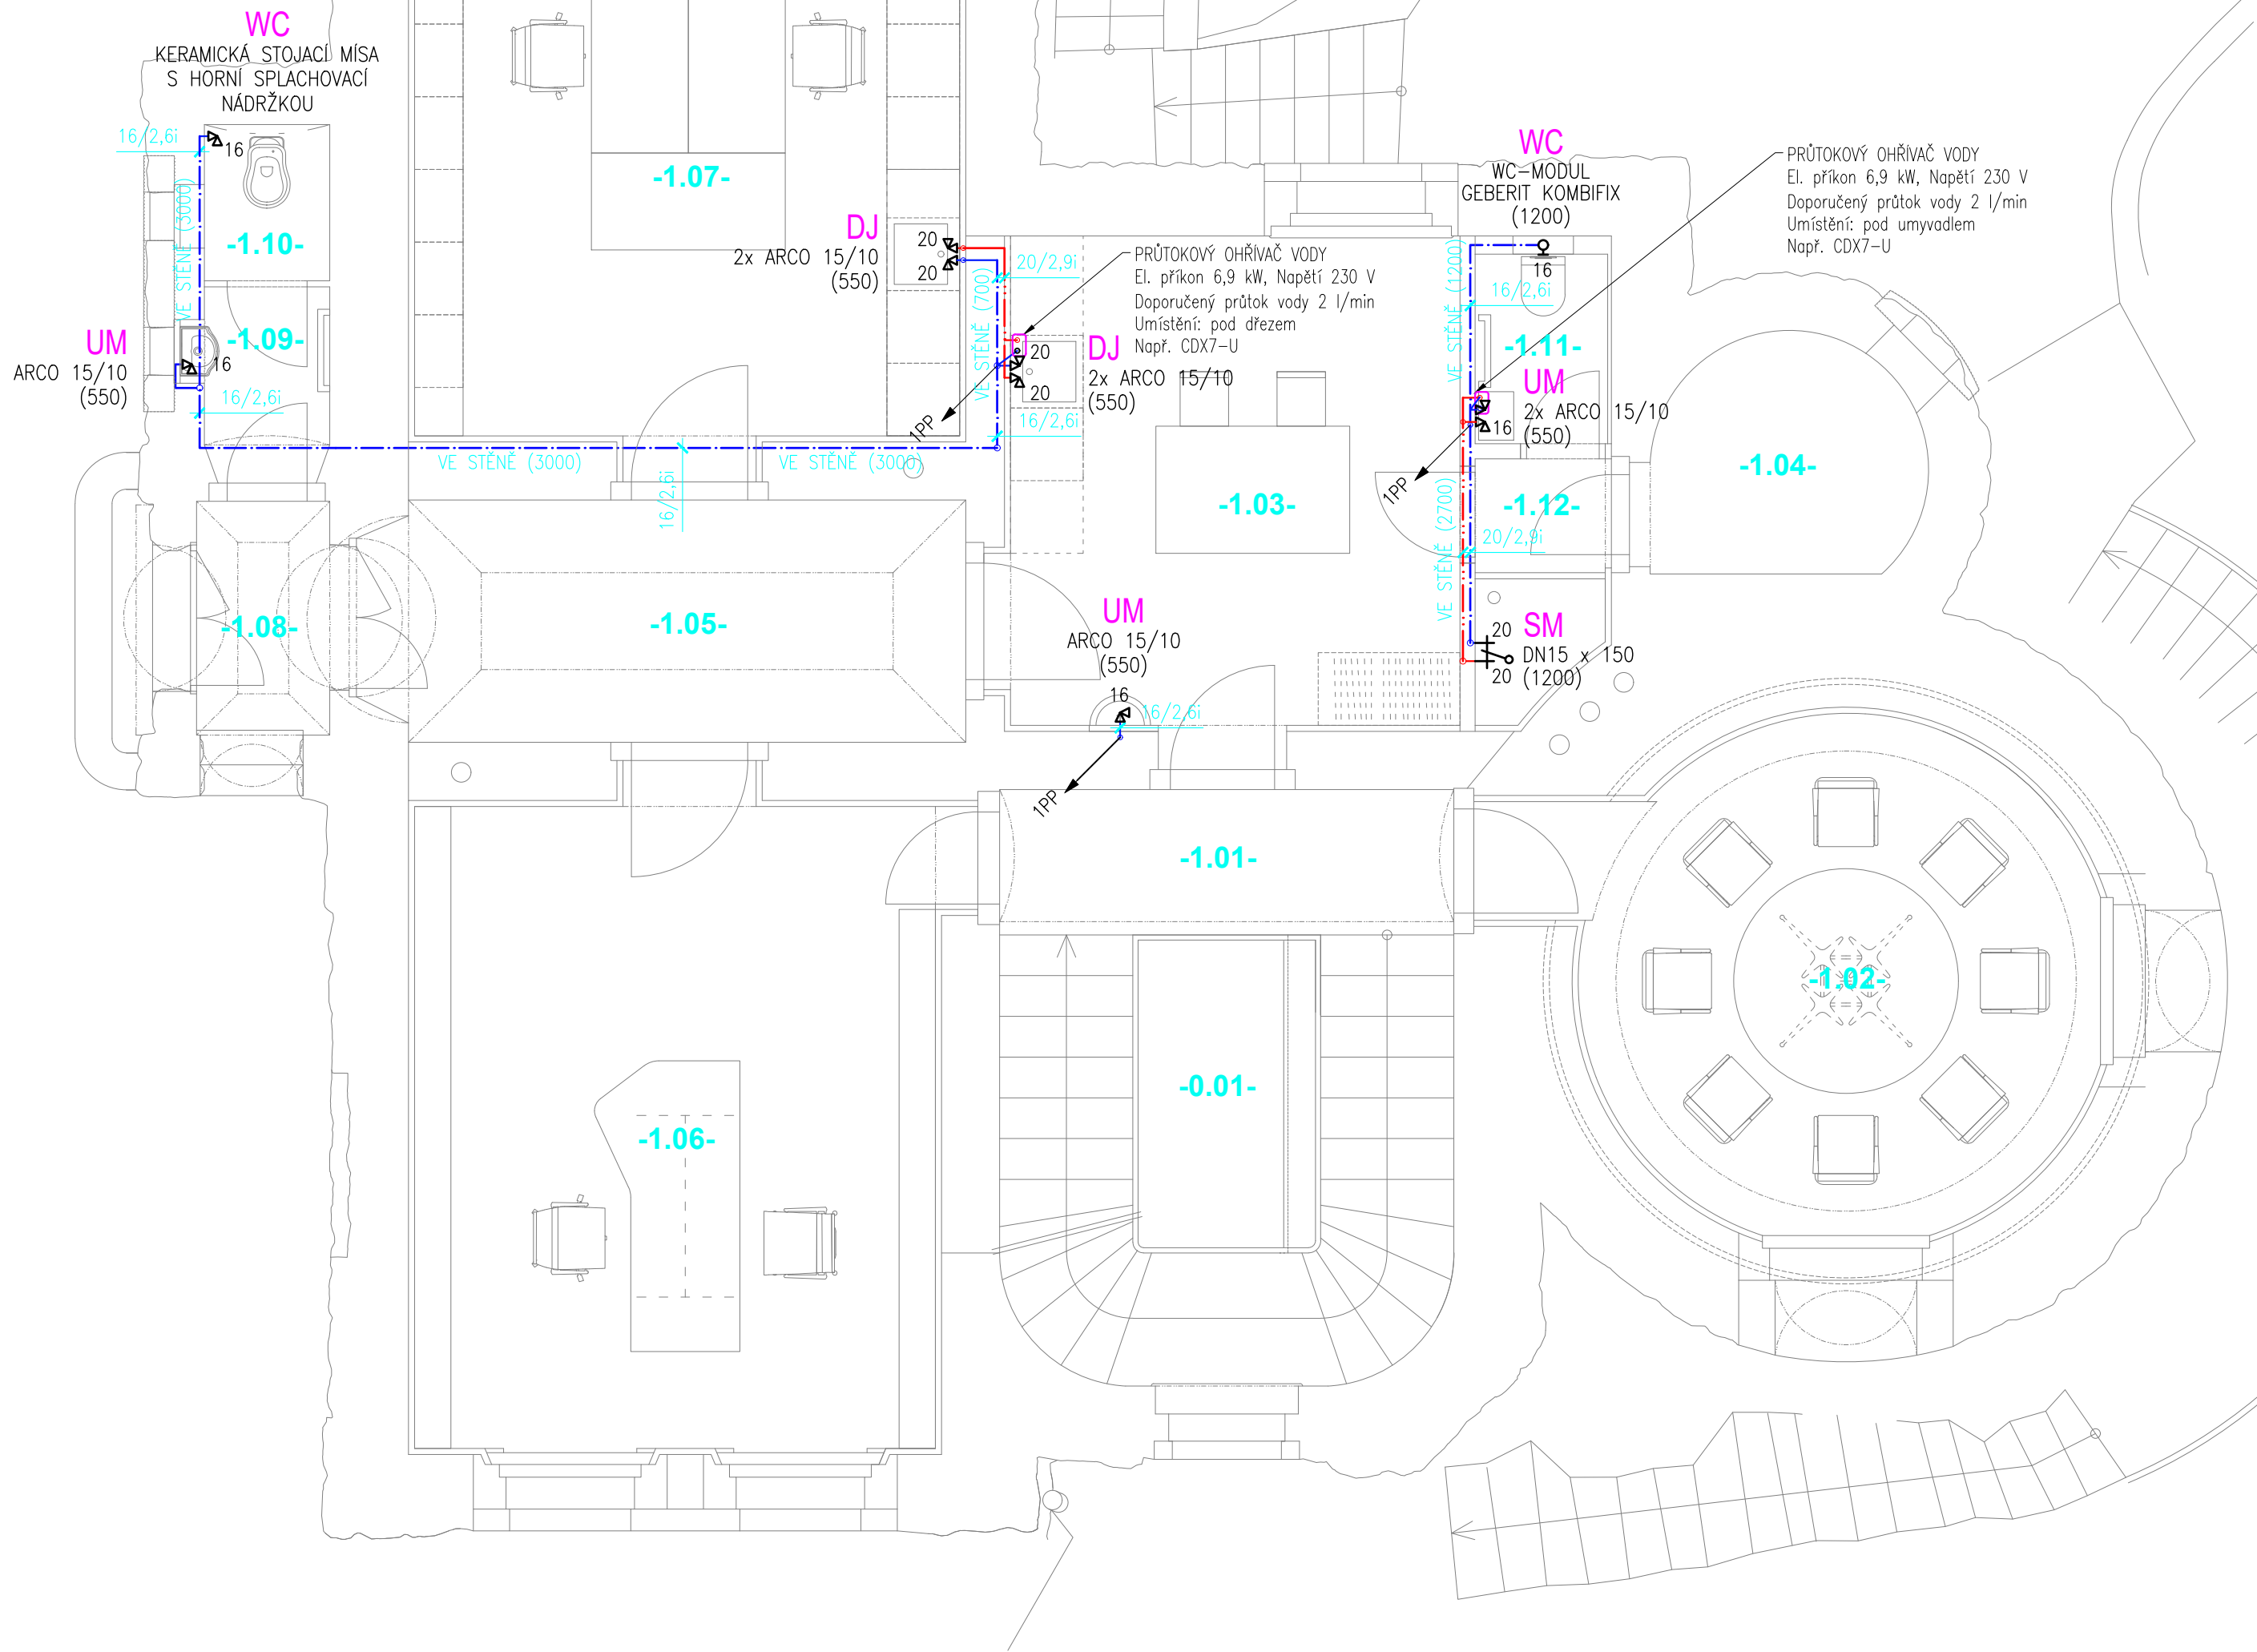 WC
KERAMICKÁ STOJACÍ MÍSA
S HORNÍ SPLACHOVACÍ
NÁDRŽKOU
16/2,6i
16
VE STĚNĚ (3000)
-1.10-
-1.09-
UM
ARCO 15/10
(550)
16
16/2,6i
-1.07-
DJ
2x ARCO 15/10
(550)
20
20
VE STĚNĚ (700)
20/2,9i
PRŮTOKOVÝ OHŘÍVAČ VODY
El. příkon 6,9 kW, Napětí 230 V
Doporučený průtok vody 2 l/min
Umístění: pod dřezem
Např. CDX7-U
20
20
DJ
2x ARCO 15/10
(550)
1PP
16/2,6i
VE STĚNĚ (3000)
VE STĚNĚ (3000)
16/2,6i
WC
WC-MODUL
GEBERIT KOMBIFIX
(1200)
16
VE STĚNĚ (1200)
16/2,6i
PRŮTOKOVÝ OHŘÍVAČ VODY
El. příkon 6,9 kW, Napětí 230 V
Doporučený průtok vody 2 l/min
Umístění: pod umyvadlem
Např. CDX7-U
-1.11-
UM
2x ARCO 15/10
(550)
16
1PP
-1.04-
-1.03-
-1.12-
VE STĚNĚ (2700)
20/2,9i
-1.08-
-1.05-
UM
ARCO 15/10
(550)
16
16/2,6i
1PP
20
SM
DN15 x 150
(1200)
20
-1.01-
-1.02-
-0.01-
-1.06-